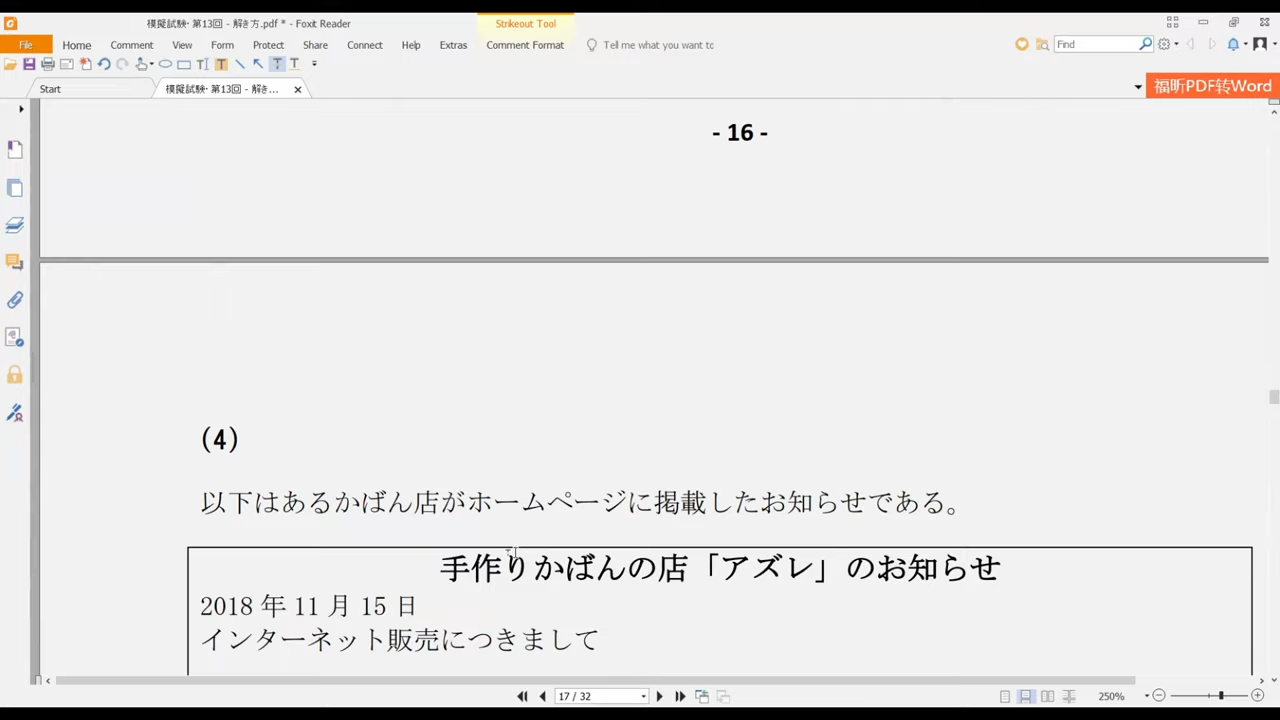 模擬試験· 第13回 - 解き方.pdf * - Foxit Reader
Strikeout Tool
File Home Comment View Form Protect Share Connect Help Extras Comment Format Tell me what you want tc Find
Start 模擬試験· 第13回 - 解き... 福昕PDF转Word
- 16 -
(4)
以下はあるかばん店がホームページに掲載したお知らせである。
手作りかばんの店「アズレ」のお知らせ
2018 年 11 月 15 日
インターネット販売につきまして
17 / 32 250%